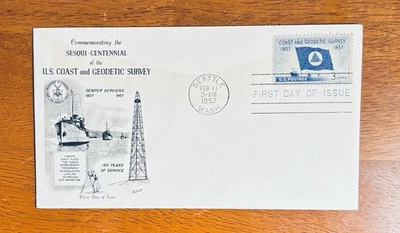 Commemorating the
SESQUI-CENTENNIAL
of the
U.S. COAST and GEODETIC SURVEY
SEMPER SERVIENS
1807 1957
150 YEARS
OF SERVICE
First Day of Issue
SEATTLE
FEB 11
9-AM
1957
WASH.
COAST AND GEODETIC SURVEY
1807 1957
U.S. POSTAGE 3 CENTS
FIRST DAY OF ISSUE